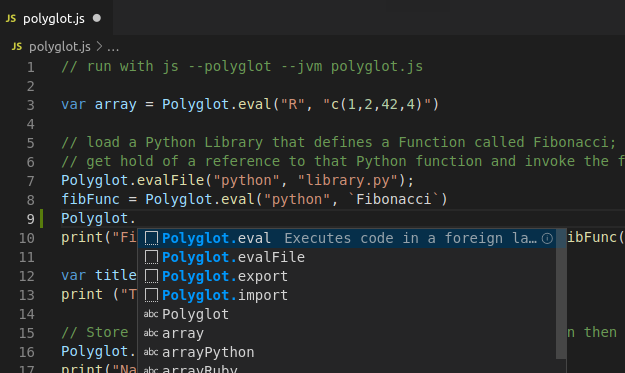 JS polyglot.js
JS polyglot.js > ...
1 // run with js --polyglot --jvm polyglot.js
2
3 var array = Polyglot.eval("R", "c(1,2,42,4)")
4
5 // load a Python Library that defines a Function called Fibonacci;
6 // get hold of a reference to that Python function and invoke the f
7 Polyglot.evalFile("python", "library.py");
8 fibFunc = Polyglot.eval("python", `Fibonacci`)
9 Polyglot.
10 print("Fi
Polyglot.eval Executes code in a foreign la...
ibFunc(
11
Polyglot.evalFile
12 var title
Polyglot.export
13 print ("T
Polyglot.import
14
abc Polyglot
15 // Store
abc array
n then
16 Polyglot.
abc arrayPython
17 print("Na
abc arrayRuby